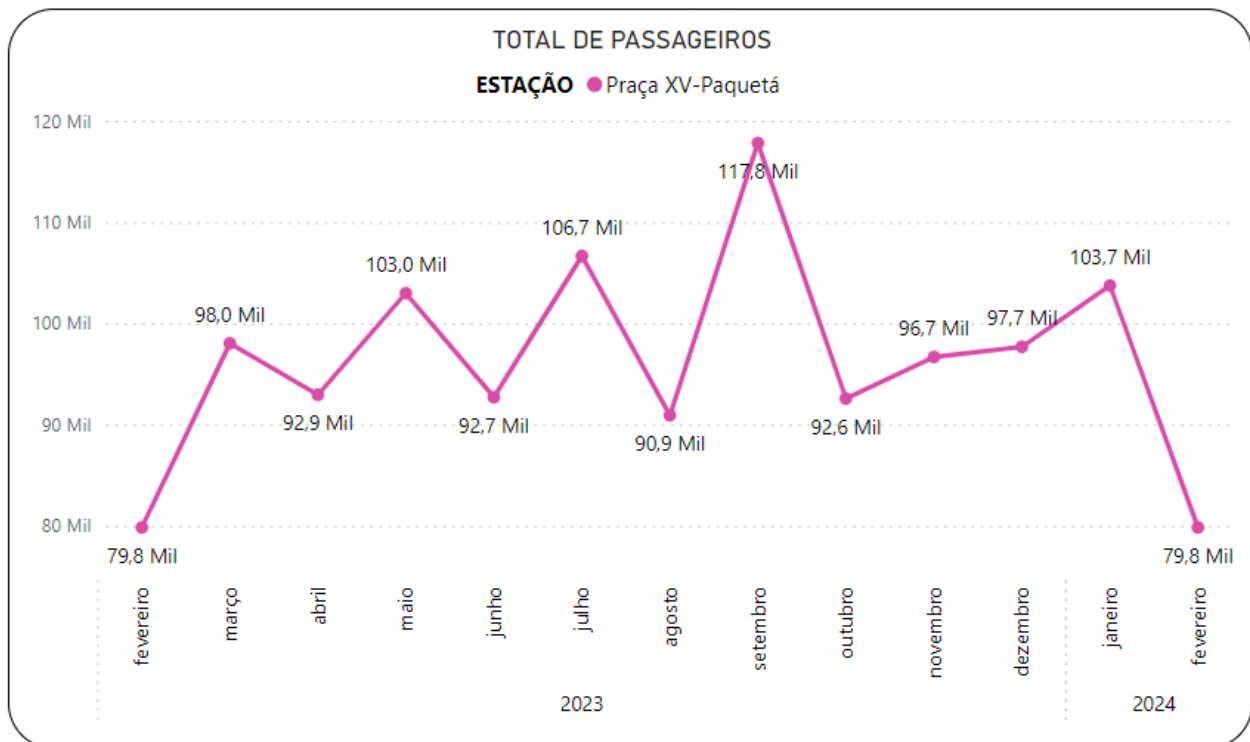 TOTAL DE PASSAGEIROS
ESTAÇÃO Praça XV-Paquetá
120 Mil
110 Mil
100 Mil
90 Mil
80 Mil
79,8 Mil
98,0 Mil
92,9 Mil
103,0 Mil
92,7 Mil
106,7 Mil
90,9 Mil
117,8 Mil
92,6 Mil
96,7 Mil
97,7 Mil
103,7 Mil
79,8 Mil
fevereiro
março
abril
maio
junho
julho
agosto
setembro
outubro
novembro
dezembro
janeiro
fevereiro
2023
2024